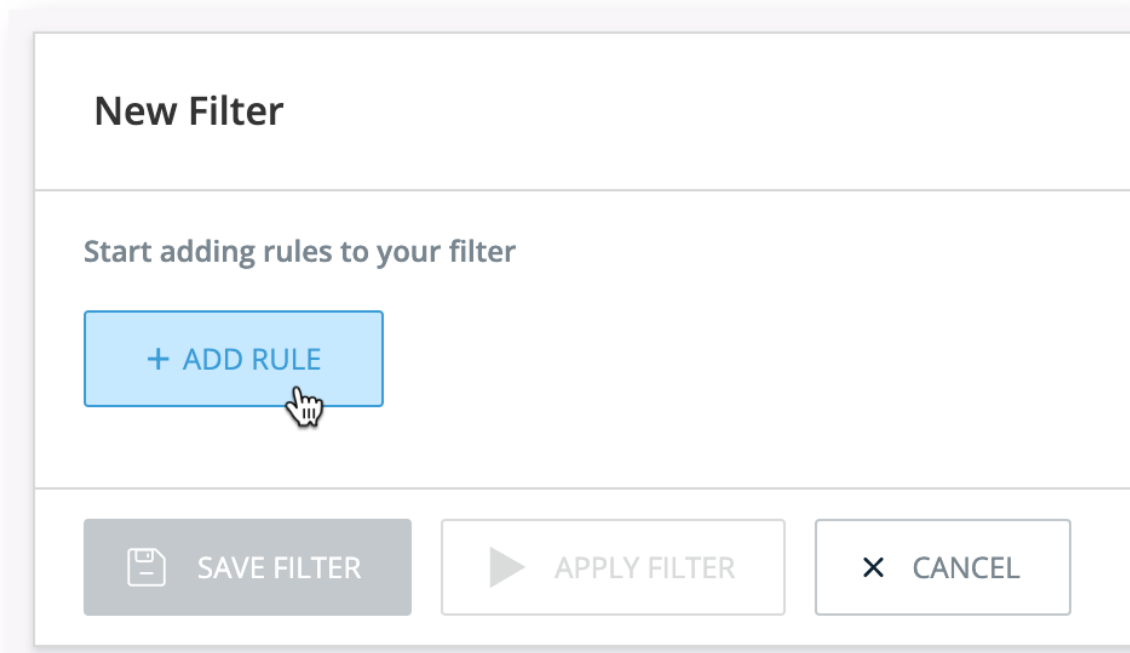 New Filter
Start adding rules to your filter
+ ADD RULE
SAVE FILTER
APPLY FILTER
CANCEL